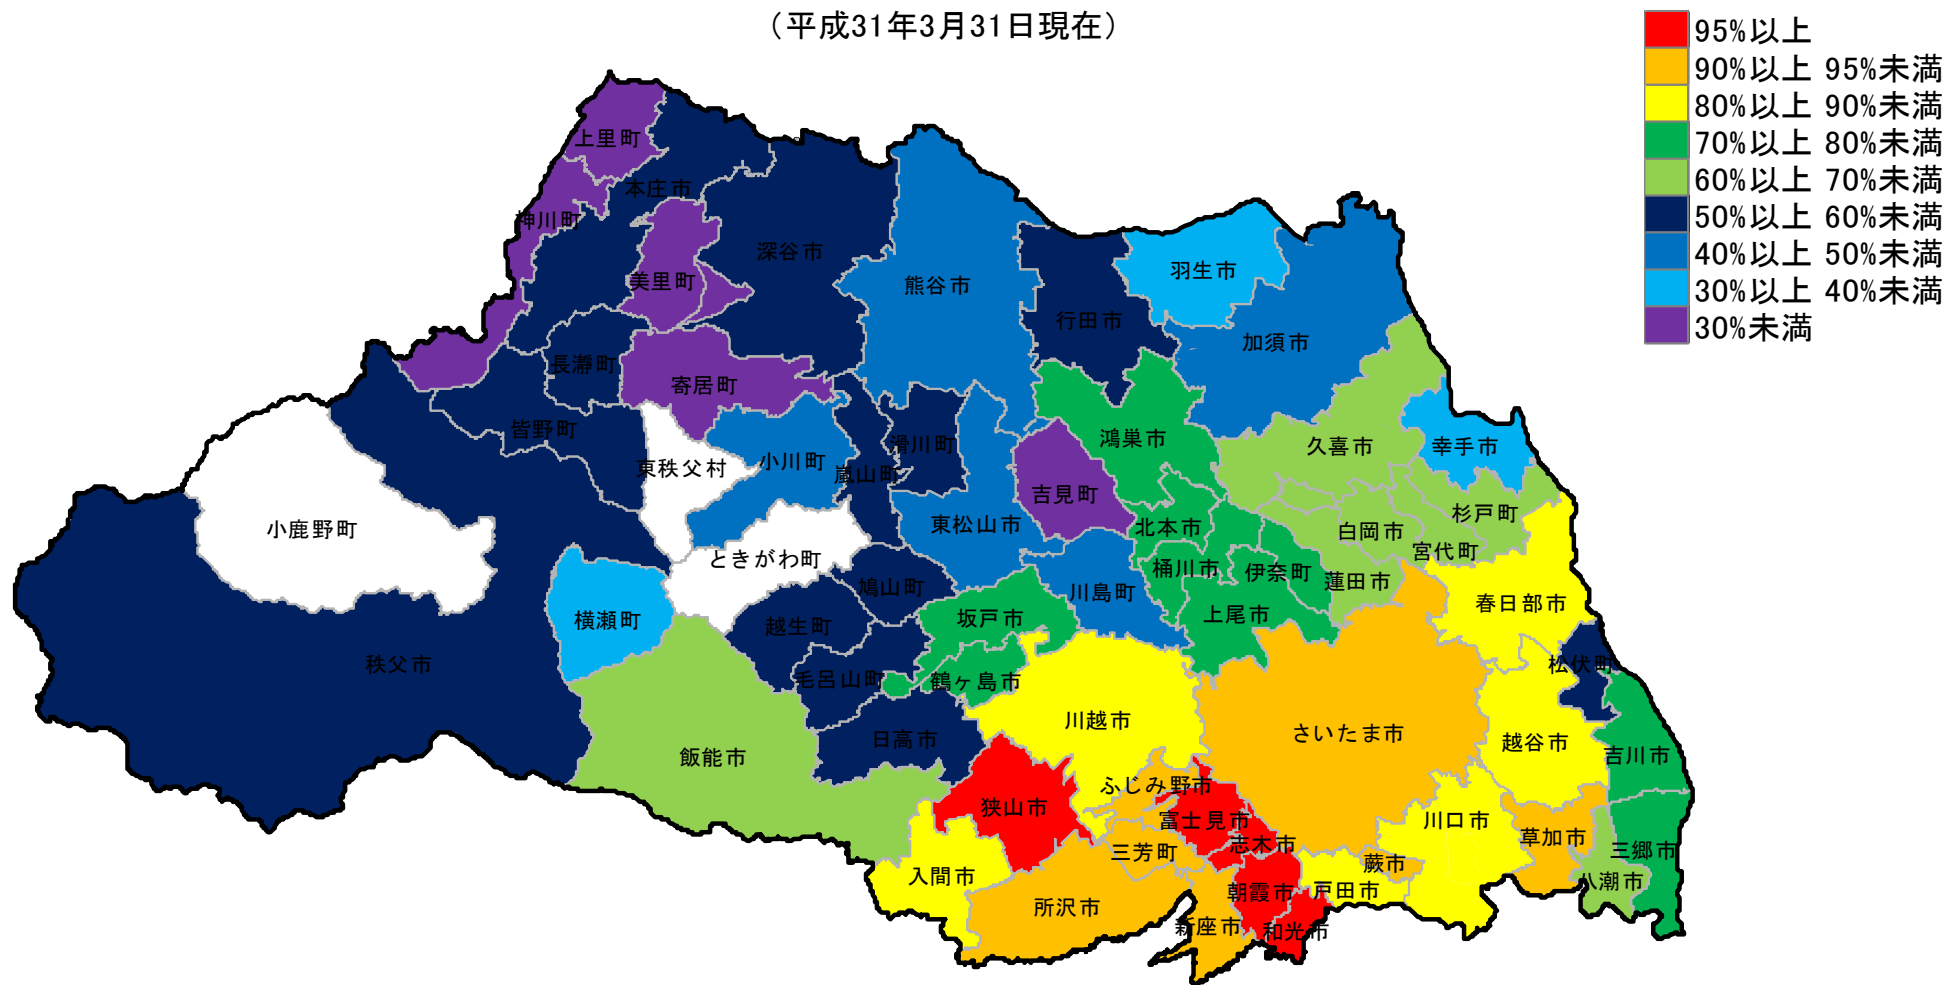 （平成31年3月31日現在）
95%以上
90%以上 95%未満
80%以上 90%未満
70%以上 80%未満
60%以上 70%未満
50%以上 60%未満
40%以上 50%未満
30%以上 40%未満
30%未満
上里町
本庄市
神川町
深谷市
美里町
熊谷市
羽生市
行田市
加須市
長瀞町
寄居町
皆野町
鴻巣市
久喜市
幸手市
滑川町
小川町
東秩父村
嵐山町
吉見町
杉戸町
東松山市
北本市
白岡市
小鹿野町
宮代町
ときがわ町
桶川市
伊奈町
蓮田市
鳩山町
川島町
春日部市
坂戸市
上尾市
横瀬町
越生町
秩父市
松伏町
毛呂山町
鶴ヶ島市
川越市
さいたま市
日高市
越谷市
飯能市
吉川市
ふじみ野市
狭山市
富士見市
川口市
草加市
志木市
三芳町
三郷市
蕨市
入間市
八潮市
朝霞市
戸田市
所沢市
新座市
和光市